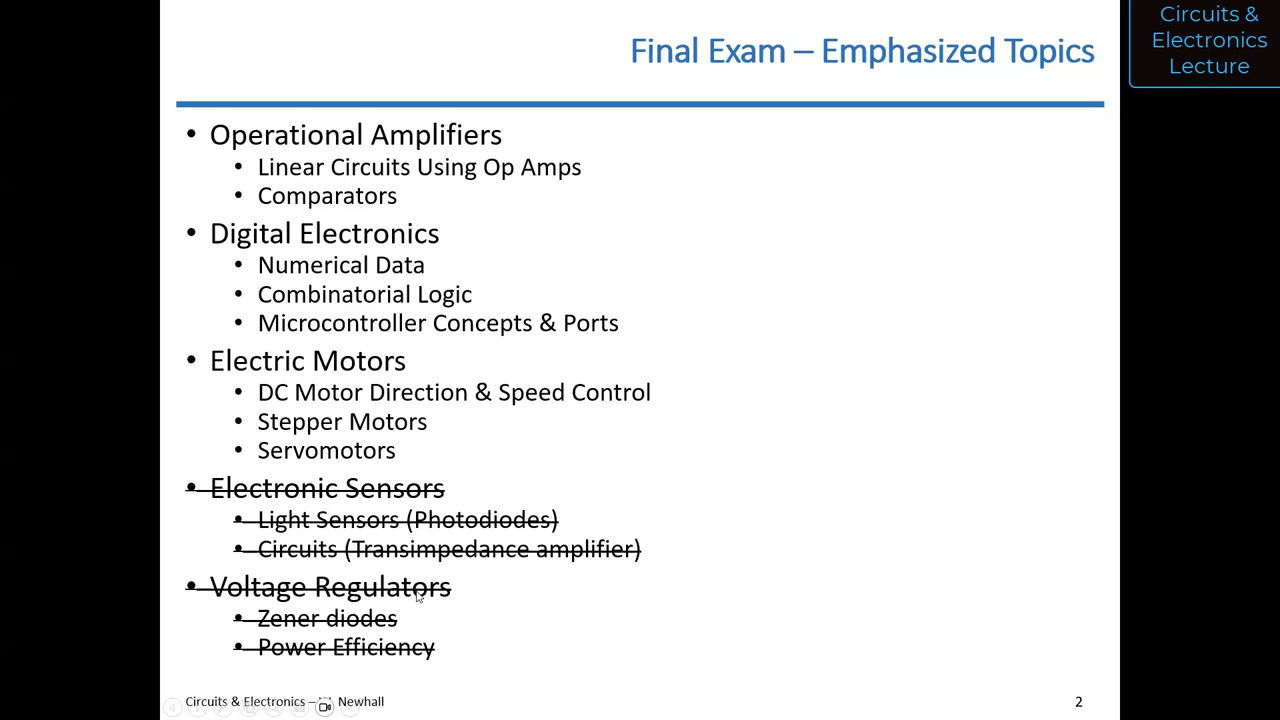 Circuits &
Electronics
Lecture
Final Exam – Emphasized Topics
• Operational Amplifiers
• Linear Circuits Using Op Amps
• Comparators
• Digital Electronics
• Numerical Data
• Combinatorial Logic
• Microcontroller Concepts & Ports
• Electric Motors
• DC Motor Direction & Speed Control
• Stepper Motors
• Servomotors
• Electronic Sensors
• Light Sensors (Photodiodes)
• Circuits (Transimpedance amplifier)
• Voltage Regulators
• Zener diodes
• Power Efficiency
Circuits & Electronics – Newhall
2